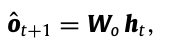 ô_{t+1} = W_o h_t,